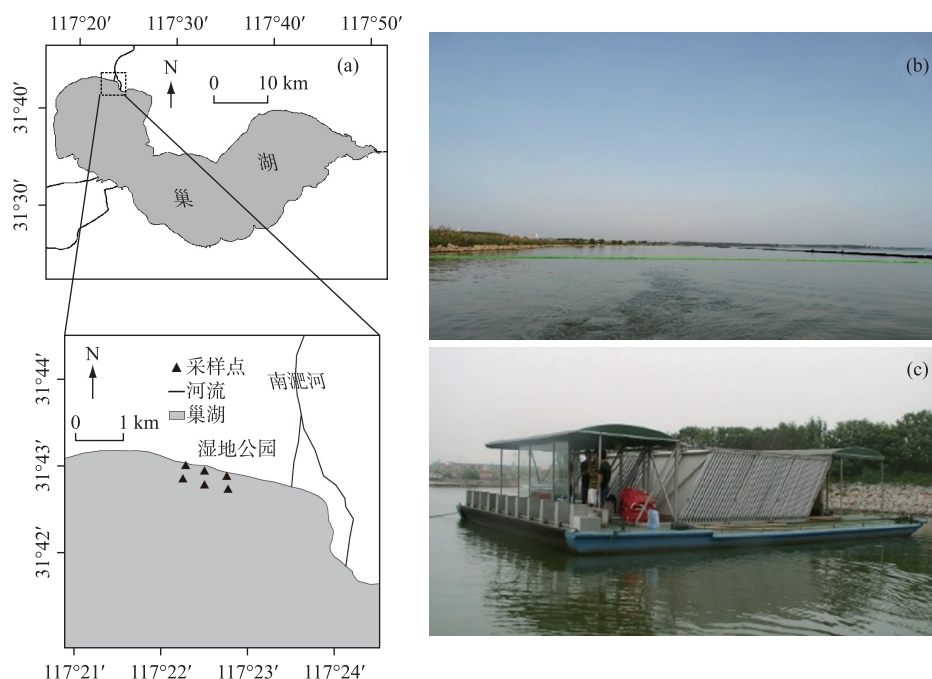 117°20′ 117°30′ 117°40′ 117°50′
31°40′
31°30′
N
0 10 km
(a)
湖
巢
(b)
31°44′
31°43′
31°42′
N
0 1 km
▲ 采样点
河流
巢湖
南淝河
湿地公园
117°21′ 117°22′ 117°23′ 117°24′
(c)